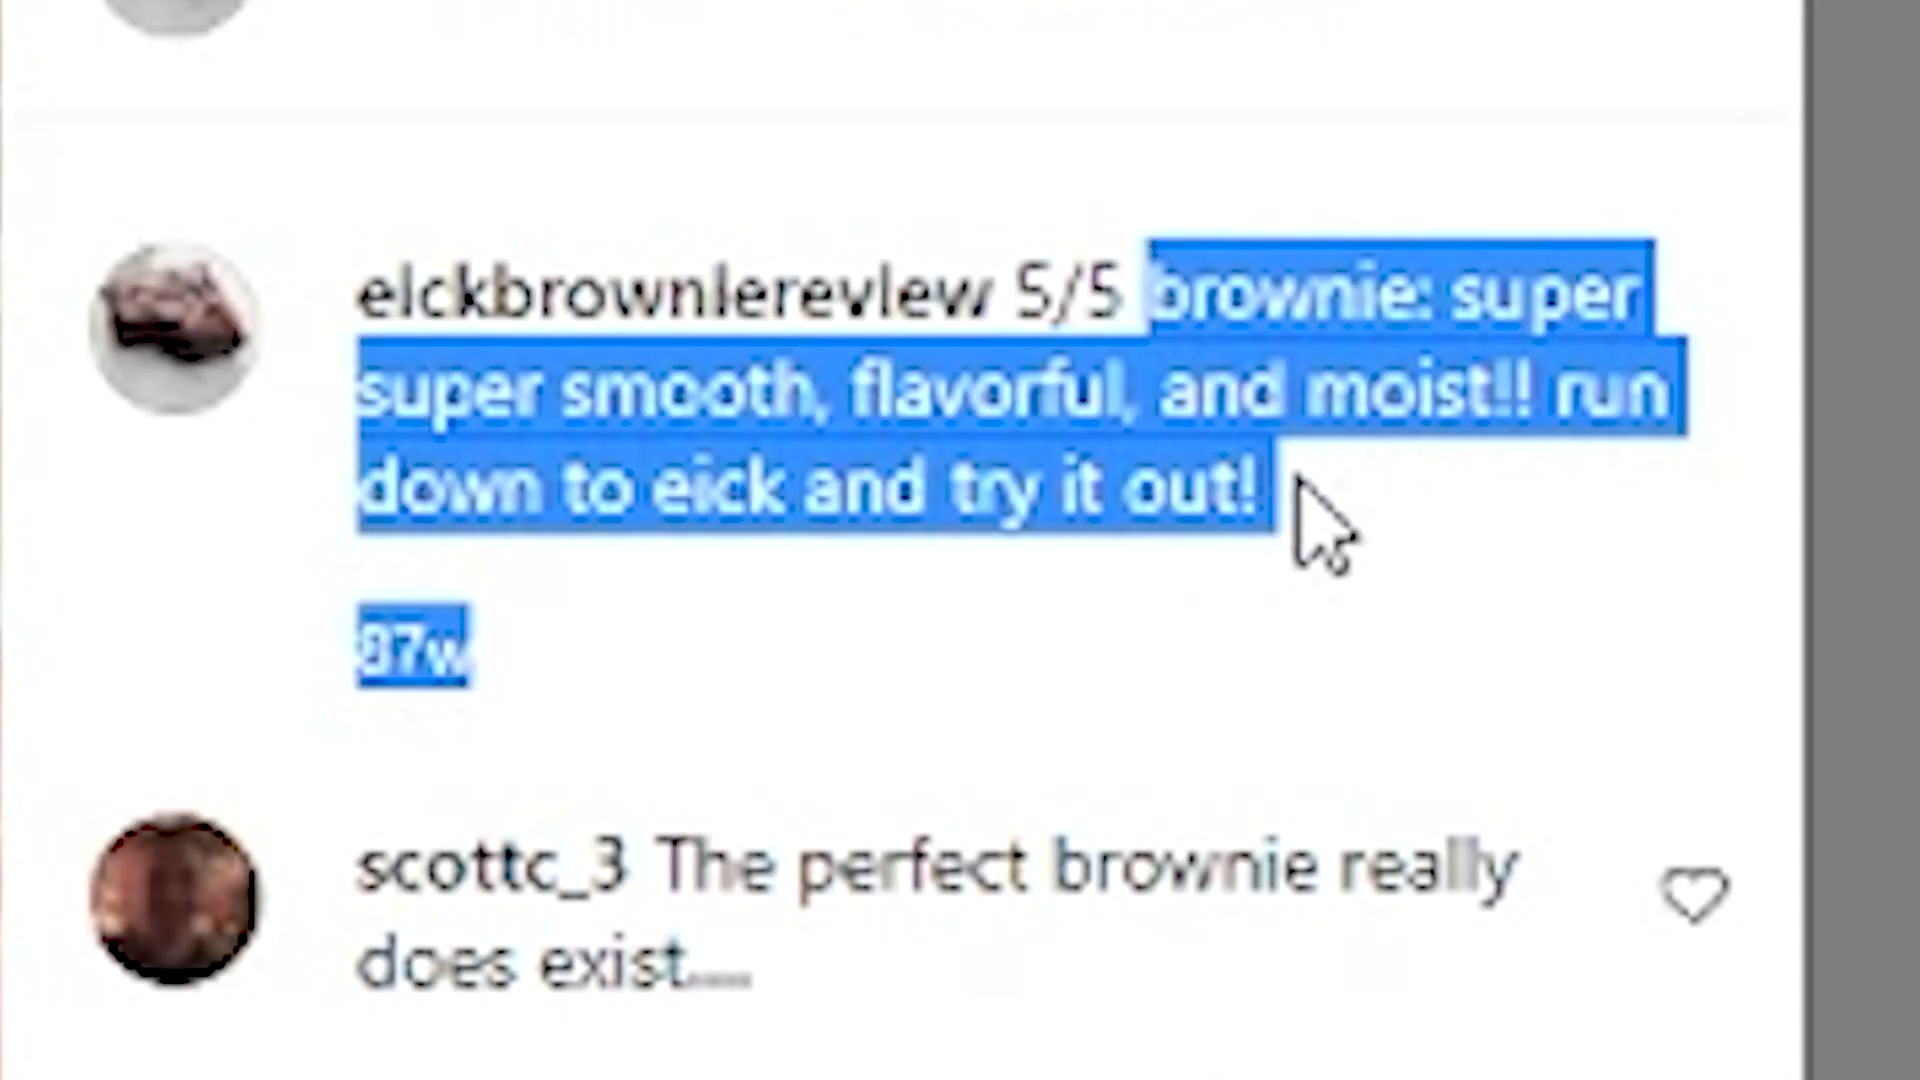 eickbrowniereview 5/5 brownie: super
super smooth, flavorful, and moist!! run
down to eick and try it out!
87w
scottc_3 The perfect brownie really
does exist....